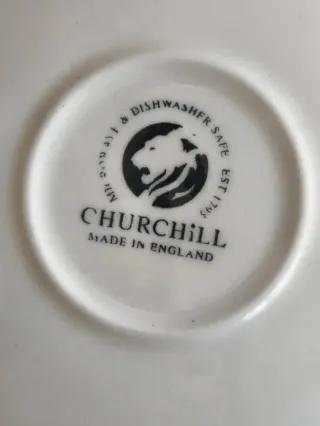 & DISHWASHER SAFE EST 1795
CHURCHiLL
MADE IN ENGLAND